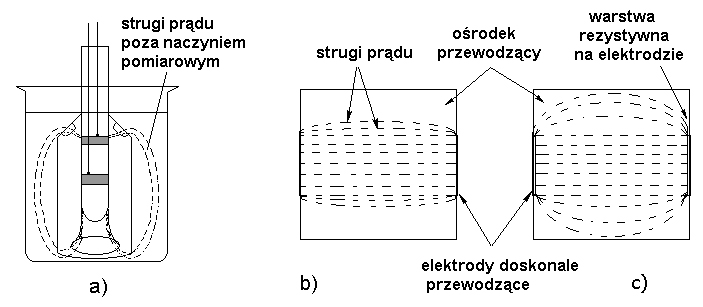 strugi prądu
poza naczyniem
pomiarowym
a)
strugi prądu
ośrodek
przewodzący
warstwa
rezystywna
na elektrodzie
elektrody doskonale
przewodzące
b)
c)